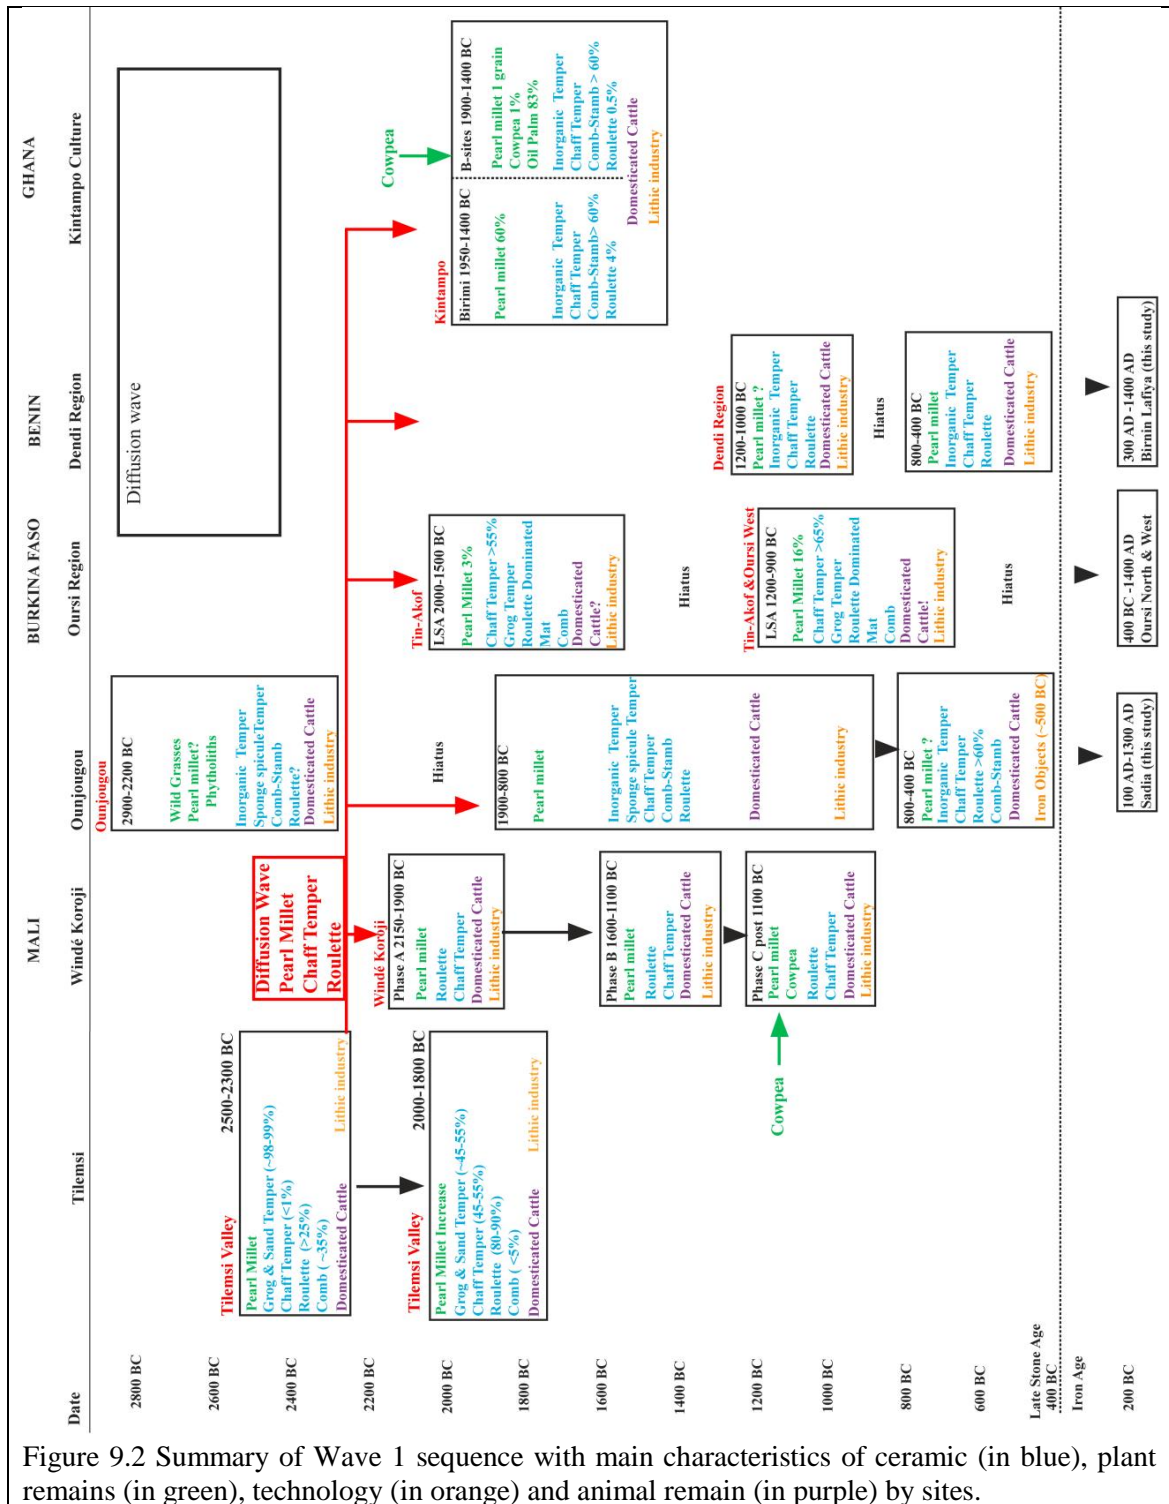 Date
Tilemsi
MALI
Windé Koroji
Ounjougou
BURKINA FASO
Oursi Region
BENIN
Dendi Region
GHANA
Kintampo Culture
2800 BC
2600 BC
2400 BC
2200 BC
2000 BC
1800 BC
1600 BC
1400 BC
1200 BC
1000 BC
800 BC
600 BC
Late Stone Age
400 BC
Iron Age
200 BC
Tilemsi Valley
2500-2300 BC
Pearl Millet
Grog & Sand Temper (~98-99%)
Chaff Temper (<1%)
Roulette (>25%)
Comb ( ~35%)
Domesticated Cattle
Lithic industry
Tilemsi Valley
2000-1800 BC
Pearl Millet Increase
Grog & Sand Temper (~45-55%)
Chaff Temper (45-55%)
Roulette (80-90%)
Comb ( <5%)
Domesticated Cattle
Lithic industry
Diffusion Wave
Pearl Millet
Chaff Temper
Roulette
Windé Koroji
Phase A 2150-1900 BC
Pearl millet
Roulette
Chaff Temper
Domesticated Cattle
Lithic industry
Phase B 1600-1100 BC
Pearl millet
Roulette
Chaff Temper
Domesticated Cattle
Lithic industry
Cowpea
Phase C post 1100 BC
Pearl millet
Cowpea
Roulette
Chaff Temper
Domesticated Cattle
Lithic industry
Ounjougou
2900-2200 BC
Wild Grasses
Pearl millet?
Phytholiths
Inorganic Temper
Sponge spiculeTemper
Comb-Stamb
Roulette?
Domesticated Cattle
Lithic industry
Hiatus
1900-800 BC
Pearl millet
Inorganic Temper
Sponge spicule Temper
Chaff Temper
Comb-Stamb
Roulette
Domesticated Cattle
Lithic industry
800-400 BC
Pearl millet ?
Inorganic Temper
Chaff Temper
Roulette >60%
Comb-Stamb
Domesticated Cattle
Iron Objects (~500 BC)
100 AD-1300 AD
Sadia (this study)
Tin-Akof
LSA 2000-1500 BC
Pearl Millet 3%
Chaff Temper >55%
Grog Temper
Roulette Dominated
Mat
Comb
Domesticated
Cattle?
Lithic industry
Hiatus
Tin-Akof &Oursi West
LSA 1200-900 BC
Pearl Millet 16%
Chaff Temper >65%
Grog Temper
Roulette Dominated
Mat
Comb
Domesticated
Cattle!
Lithic industry
Hiatus
400 BC -1400 AD
Oursi North & West
Diffusion wave
Dendi Region
1200-1000 BC
Pearl millet ?
Inorganic Temper
Chaff Temper
Roulette
Domesticated Cattle
Lithic industry
Hiatus
800-400 BC
Pearl millet
Inorganic Temper
Chaff Temper
Roulette
Domesticated Cattle
Lithic industry
300 AD -1400 AD
Birnin Lafiya (this study)
Kintampo
Birimi 1950-1400 BC
Pearl millet 60%
Inorganic Temper
Chaff Temper
Comb-Stamb> 60%
Roulette 4%
Cowpea
B-sites 1900-1400 BC
Pearl millet 1 grain
Cowpea 1%
Oil Palm 83%
Inorganic Temper
Chaff Temper
Comb-Stamb > 60%
Roulette 0.5%
Domesticated Cattle
Lithic industry
Figure 9.2 Summary of Wave 1 sequence with main characteristics of ceramic (in blue), plant
remains (in green), technology (in orange) and animal remain (in purple) by sites.